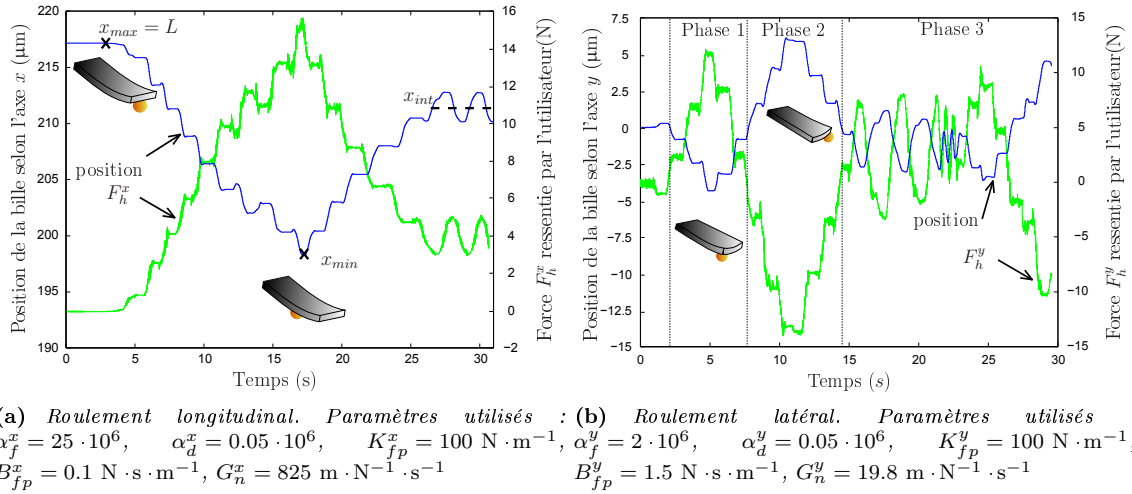 Position de la bille selon l'axe x (μm)
220
215
210
205
200
195
190
16
14
12
10
8
6
4
2
0
−2
Force F_h^x ressentie par l'utilisateur(N)
x_max = L
x_int
position
F_h^x
x_min
0 5 10 15 20 25 30
Temps (s)
Position de la bille selon l'axe y (μm)
7.5
5
2.5
0
−2.5
−5
−7.5
−10
−12.5
−15
15
10
5
0
−5
−10
−15
Force F_h^y ressentie par l'utilisateur(N)
Phase 1 Phase 2 Phase 3
position
F_h^y
0 5 10 15 20 25 30
Temps (s)
(a) Roulement longitudinal. Paramètres utilisés :
α_f^x = 25 · 10^6, α_d^x = 0.05 · 10^6, K_fp^x = 100 N · m^−1,
B_fp^x = 0.1 N · s · m^−1, G_n^x = 825 m · N^−1 · s^−1
(b) Roulement latéral. Paramètres utilisés
α_f^y = 2 · 10^6, α_d^y = 0.05 · 10^6, K_fp^y = 100 N · m^−1,
B_fp^y = 1.5 N · s · m^−1, G_n^y = 19.8 m · N^−1 · s^−1